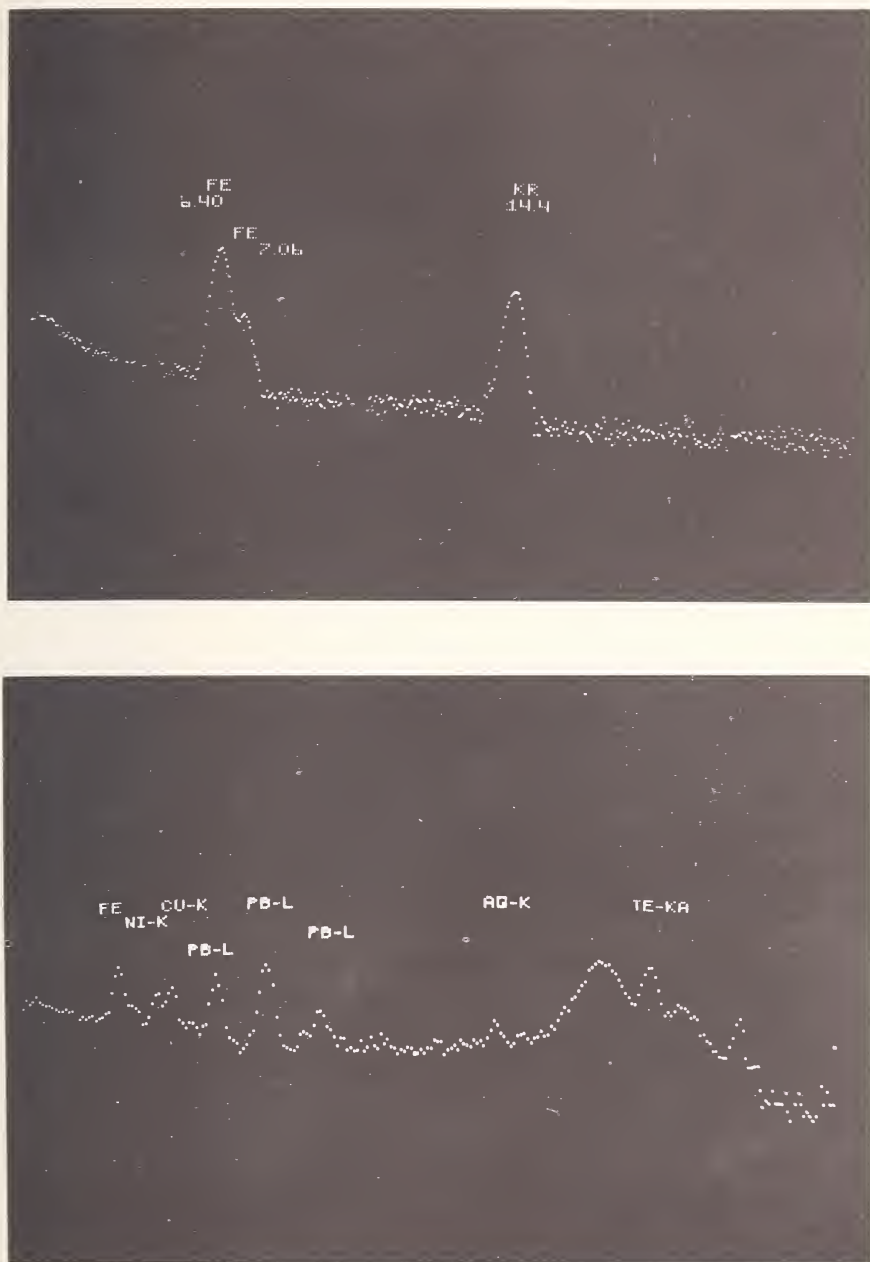 FE KR
6.40 14.4
FE
7.06
FE CU-K PB-L AG-K TE-KA
NI-K PB-L
PB-L